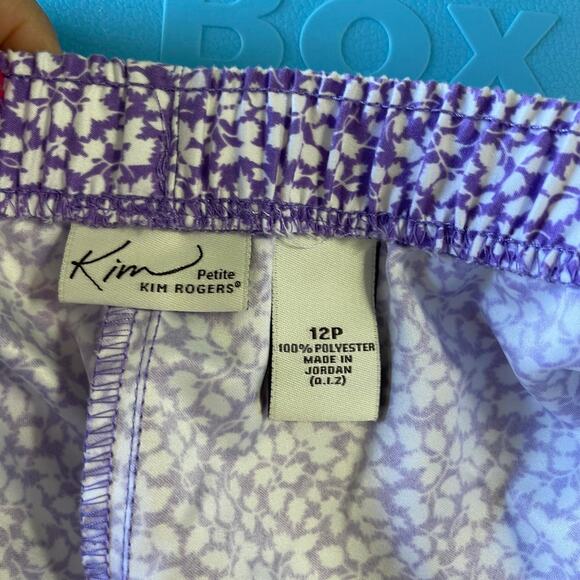 BOX
Kim
Petite
KIM ROGERS®
12P
100% POLYESTER
MADE IN
JORDAN
(Q.I.Z)